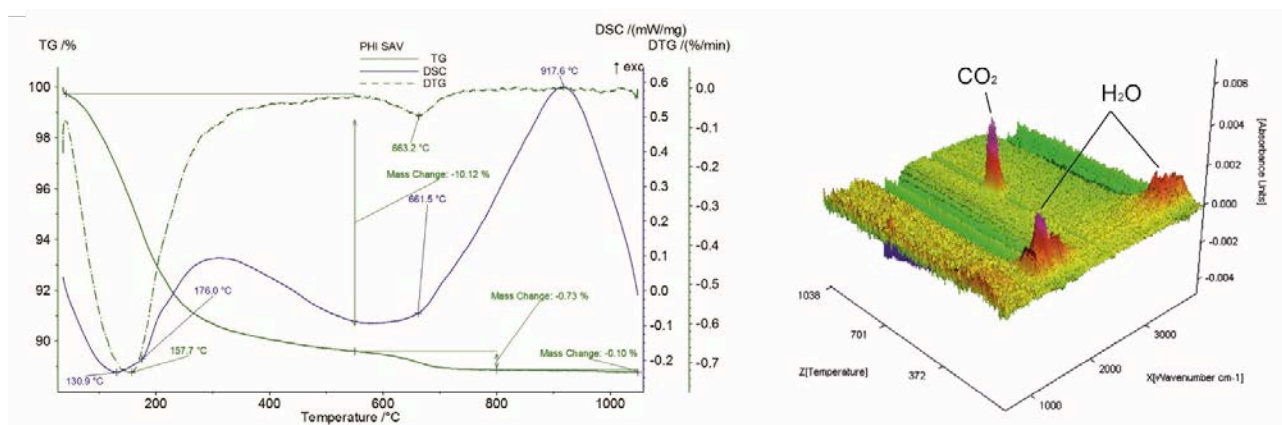 DSC /(mW/mg)
TG /% DTG /(%/min)
PHI SAV
TG
DSC
DTG
↑ exo
917.6 °C
663.2 °C
Mass Change: -10.12 %
661.5 °C
176.0 °C
157.7 °C
130.9 °C
Mass Change: -0.73 %
Mass Change: -0.10 %
100
98
96
94
92
90
0.6
0.5
0.4
0.3
0.2
0.1
0.0
-0.1
-0.2
0.0
-0.1
-0.2
-0.3
-0.4
-0.5
-0.6
-0.7
200 400 600 800 1000
Temperature /°C
CO₂
H₂O
0.006
0.004
0.002
0.000
-0.002
-0.004
[Absorbance Units]
1038
701
372
Z[Temperature]
3000
2000
1000
X[Wavenumber cm-1]